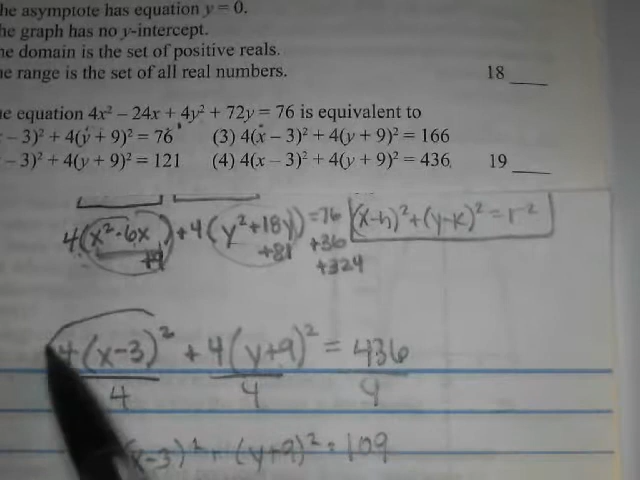 he asymptote has equation y = 0.
he graph has no y-intercept.
he domain is the set of positive reals.
e range is the set of all real numbers. 18 ___
e equation 4x² – 24x + 4y² + 72y = 76 is equivalent to
– 3)² + 4(y + 9)² = 76 (3) 4(x – 3)² + 4(y + 9)² = 166
– 3)² + 4(y + 9)² = 121 (4) 4(x – 3)² + 4(y + 9)² = 436 19 ___
4(x²-6x )+4(y²+18y)=76 (x-h)²+(y-k)²=r²
+9 +81 +36
+324
4(x-3)² + 4(y+9)² = 436
4 4 4
(x-3)² + (y+9)² = 109